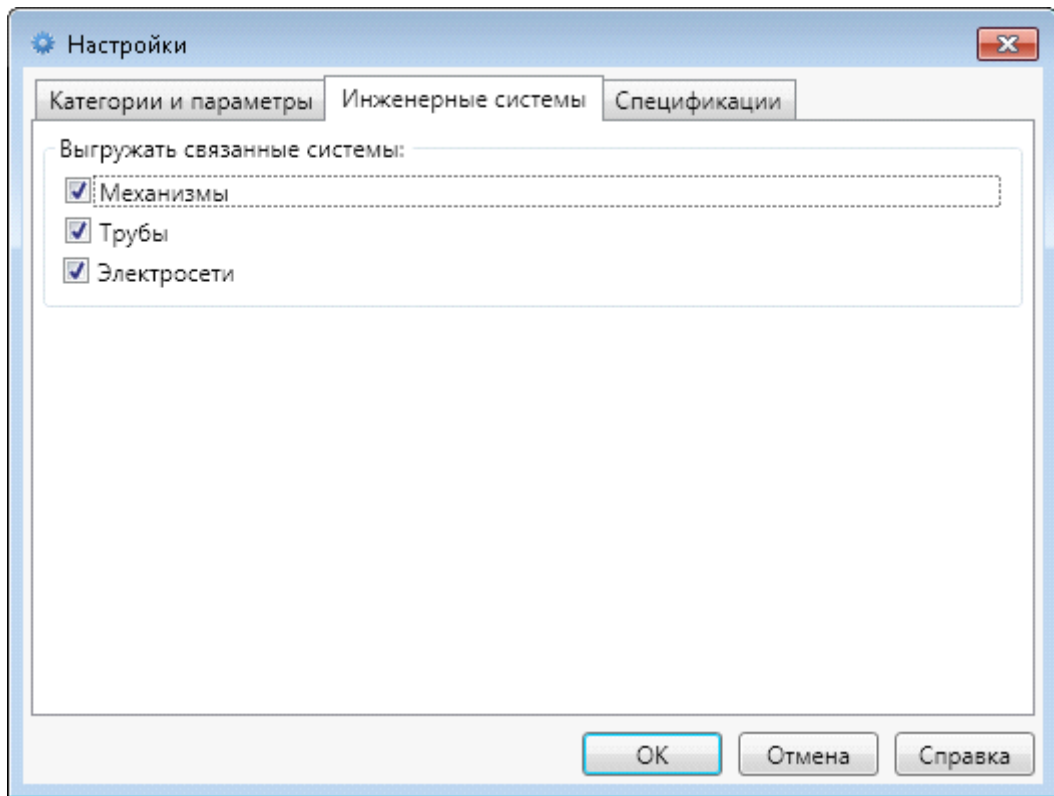 Настройки
Категории и параметры
Инженерные системы
Спецификации
Выгружать связанные системы:
Механизмы
Трубы
Электросети
OK
Отмена
Справка